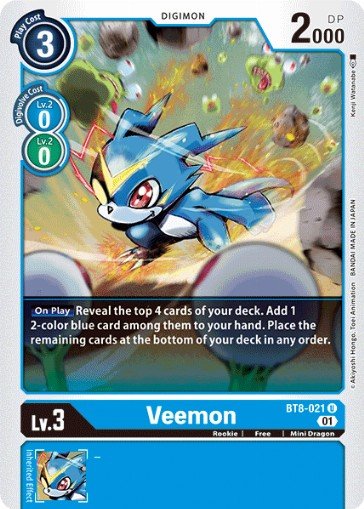 Play Cost
3
DIGIMON
DP
2000
Digivolve Cost
Lv.2
0
Lv.2
0
Kenji Watanabe
On Play Reveal the top 4 cards of your deck. Add 1
2-color blue card among them to your hand. Place the
remaining cards at the bottom of your deck in any order.
© Akiyoshi Hongo, Toei Animation BANDAI MADE IN JAPAN
Lv.3
Veemon
BT8-021 U
01
Rookie | Free | Mini Dragon
Inherited Effect
–